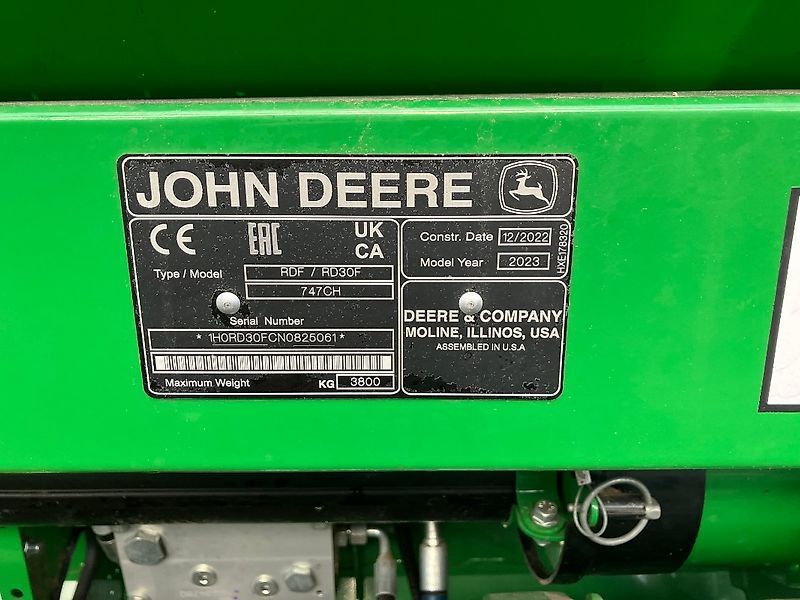 JOHN DEERE
CE EAC UK CA
Type / Model RDF / RD30F
747CH
Serial Number
* 1H0RD30FCN0825061 *
Maximum Weight KG 3800
Constr. Date 12/2022
Model Year 2023
HXE178320
DEERE & COMPANY
MOLINE, ILLINOS, USA
ASSEMBLED IN U.S.A